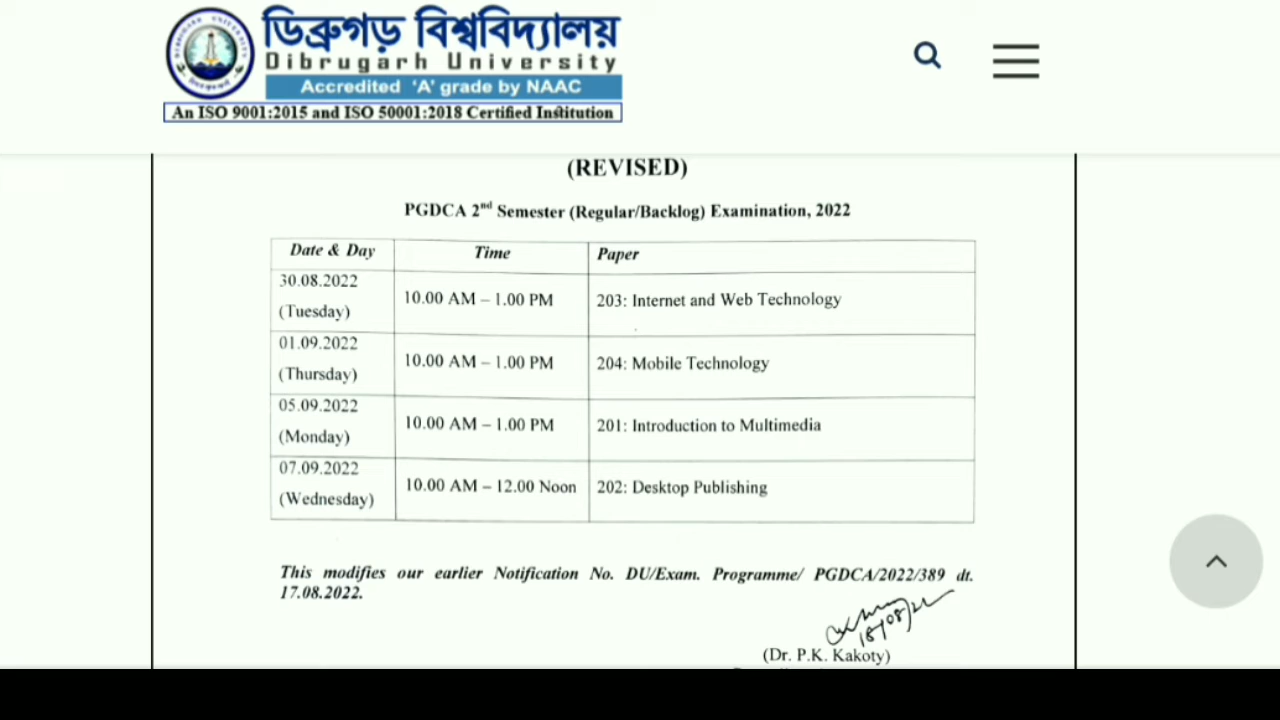 ডিব্ৰুগড় বিশ্ববিদ্যালয়
Dibrugarh University
Accredited 'A' grade by NAAC
An ISO 9001:2015 and ISO 50001:2018 Certified Institution
(REVISED)
PGDCA 2nd Semester (Regular/Backlog) Examination, 2022
Date & Day Time Paper
30.08.2022
(Tuesday) 10.00 AM – 1.00 PM 203: Internet and Web Technology
01.09.2022
(Thursday) 10.00 AM – 1.00 PM 204: Mobile Technology
05.09.2022
(Monday) 10.00 AM – 1.00 PM 201: Introduction to Multimedia
07.09.2022
(Wednesday) 10.00 AM – 12.00 Noon 202: Desktop Publishing
This modifies our earlier Notification No. DU/Exam. Programme/ PGDCA/2022/389 dt.
17.08.2022.
18/08/22
(Dr. P.K. Kakoty)